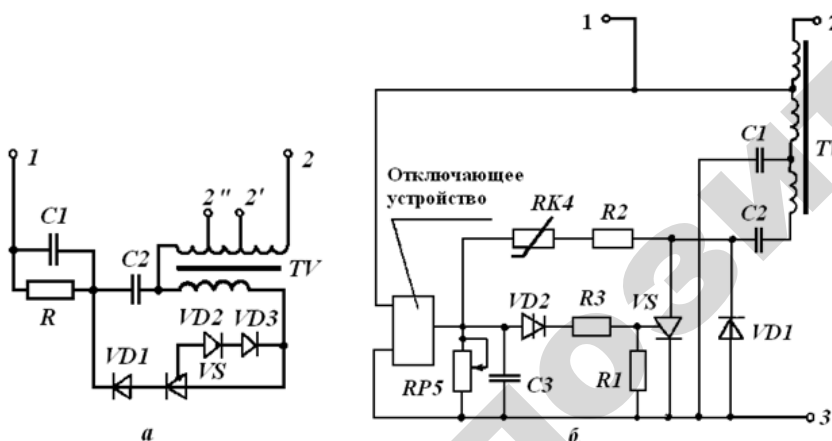 1
2
2" 2'
C1
C2
TV
R
VD2 VD3
VD1
VS
а
1
2
C1
Отключающее
устройство
RK4
R2
C2
VD2
R3
VS
VD1
RP5
C3
R1
3
б